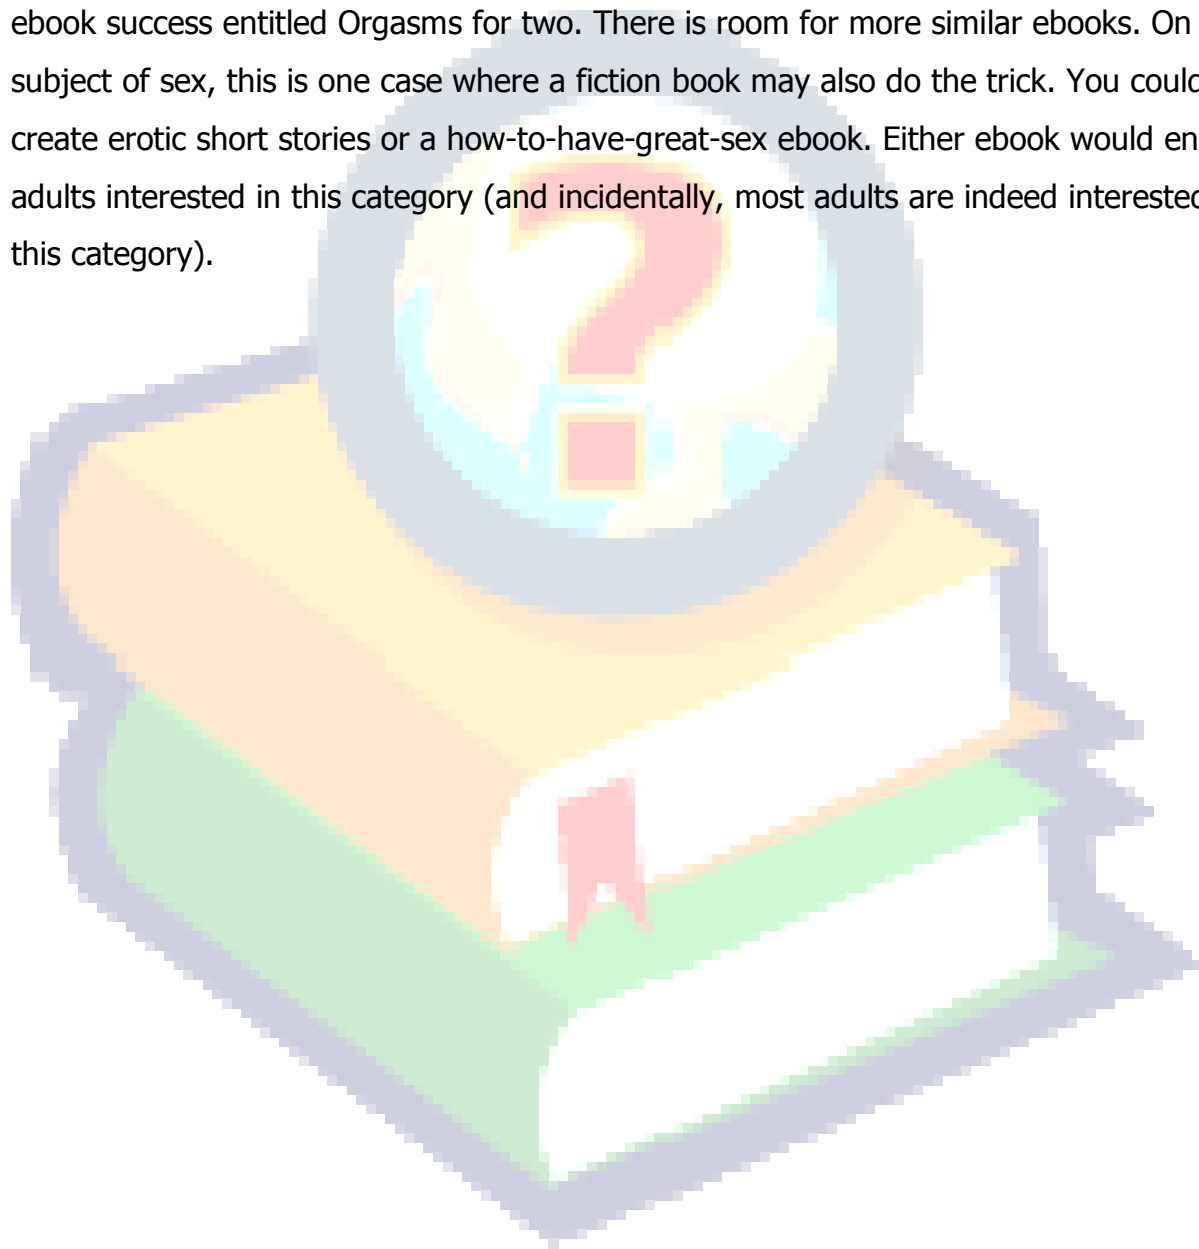 ebook success entitled Orgasms for two. There is room for more similar ebooks. On
subject of sex, this is one case where a fiction book may also do the trick. You could
create erotic short stories or a how-to-have-great-sex ebook. Either ebook would en
adults interested in this category (and incidentally, most adults are indeed interested
this category).
?